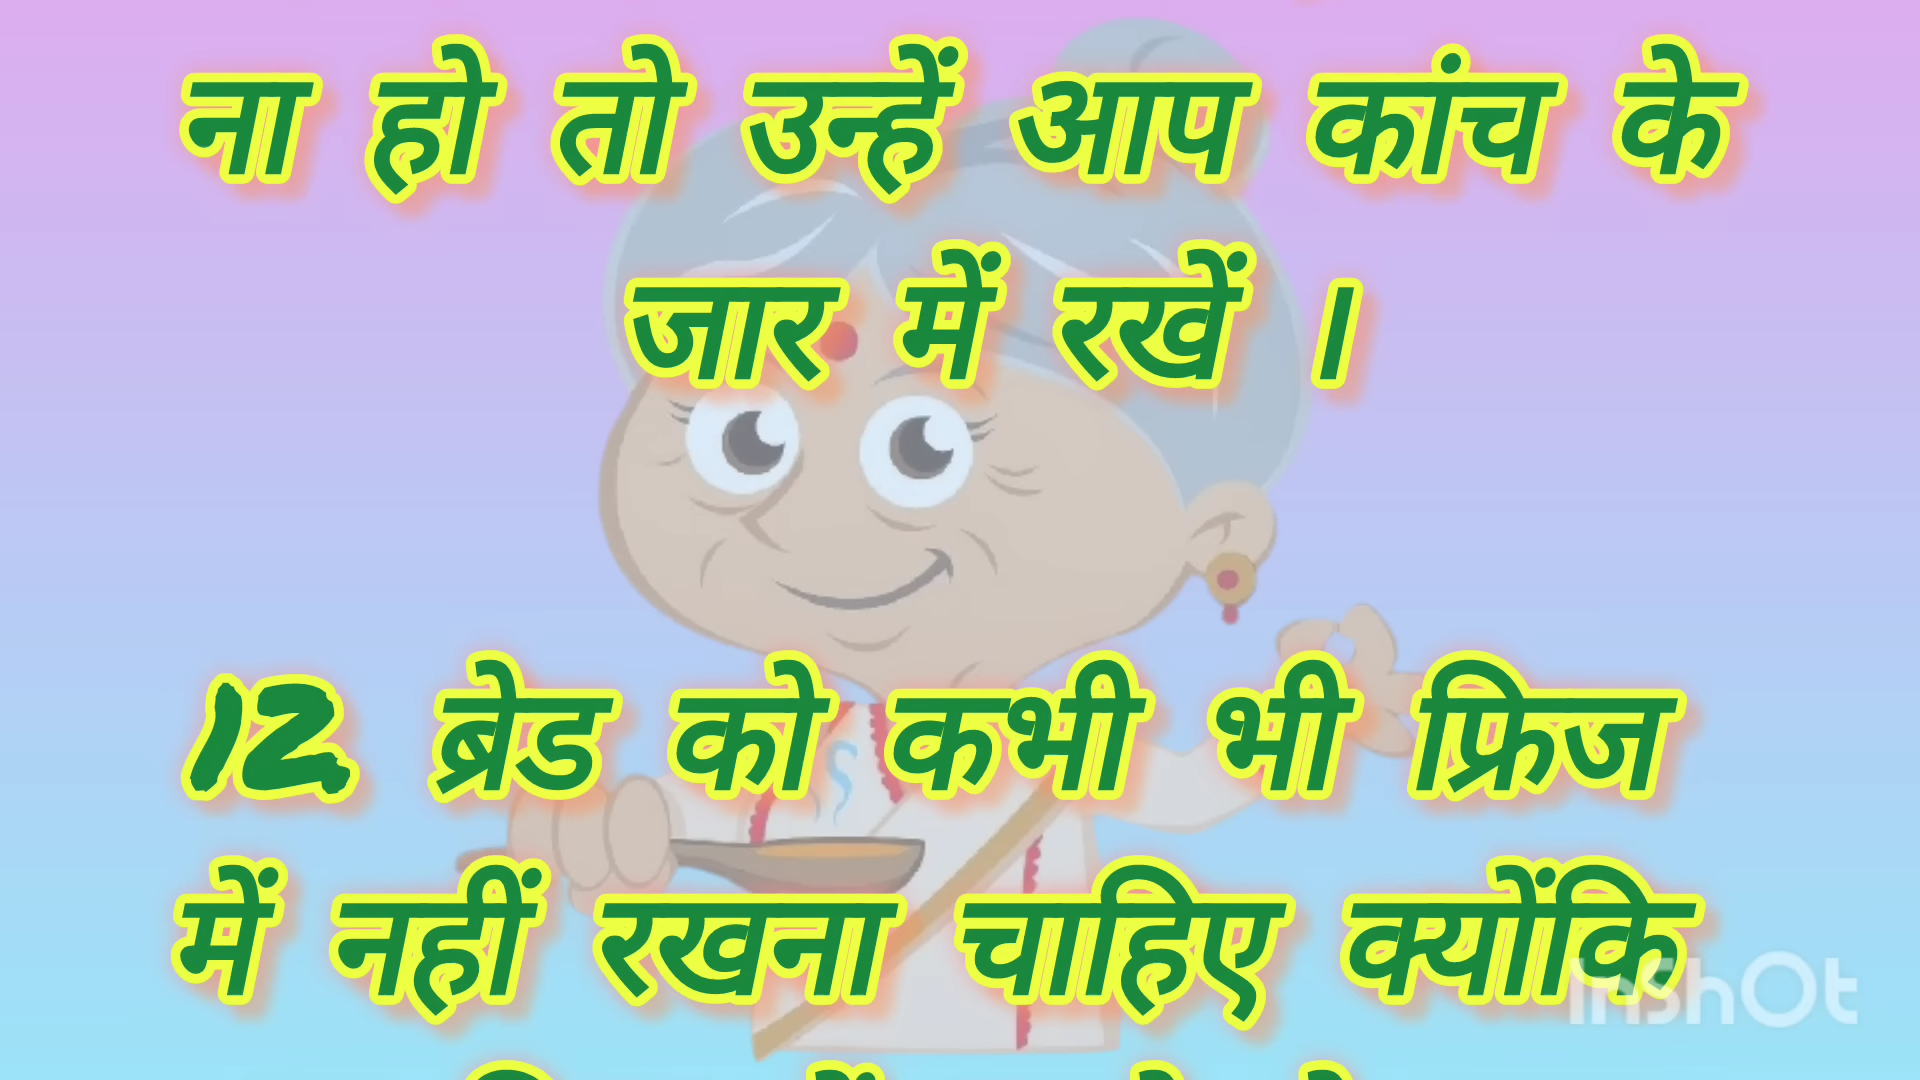 ना हो तो उन्हें आप कांच के
जार में रखें ।
12. ब्रेड को कभी भी फ्रिज
में नहीं रखना चाहिए क्योंकि
InShOt